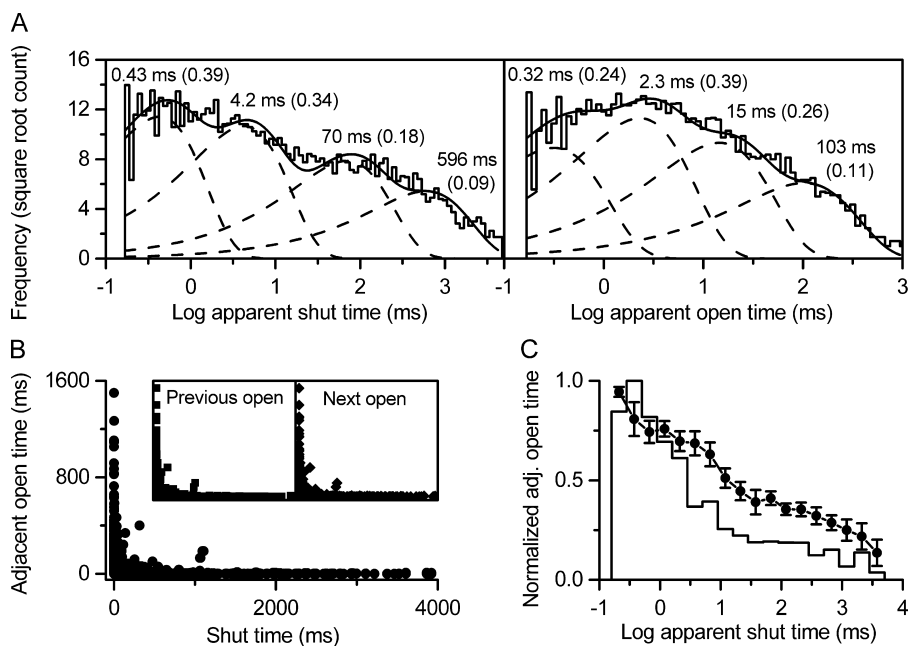 A
Frequency (square root count)
16
12
8
4
0
0.43 ms (0.39)
4.2 ms (0.34)
70 ms (0.18)
596 ms
(0.09)
-1
0
1
2
3
Log apparent shut time (ms)
0.32 ms (0.24)
2.3 ms (0.39)
15 ms (0.26)
103 ms
(0.11)
-1
0
1
2
3
Log apparent open time (ms)
B
Adjacent open time (ms)
1600
800
0
Previous open
Next open
0
2000
4000
Shut time (ms)
C
Normalized adj. open time
1.0
0.5
0.0
-1
0
1
2
3
4
Log apparent shut time (ms)